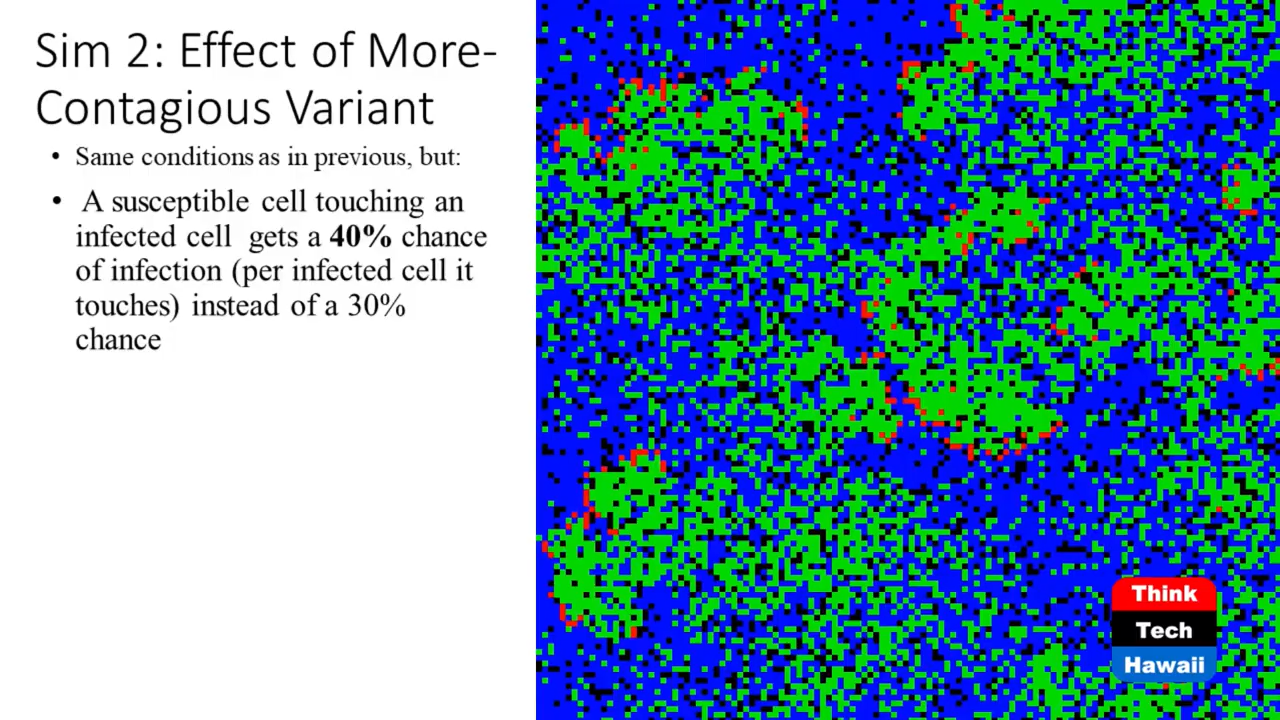 Sim 2: Effect of More-
Contagious Variant
• Same conditions as in previous, but:
• A susceptible cell touching an
infected cell gets a 40% chance
of infection (per infected cell it
touches) instead of a 30%
chance
Think
Tech
Hawaii